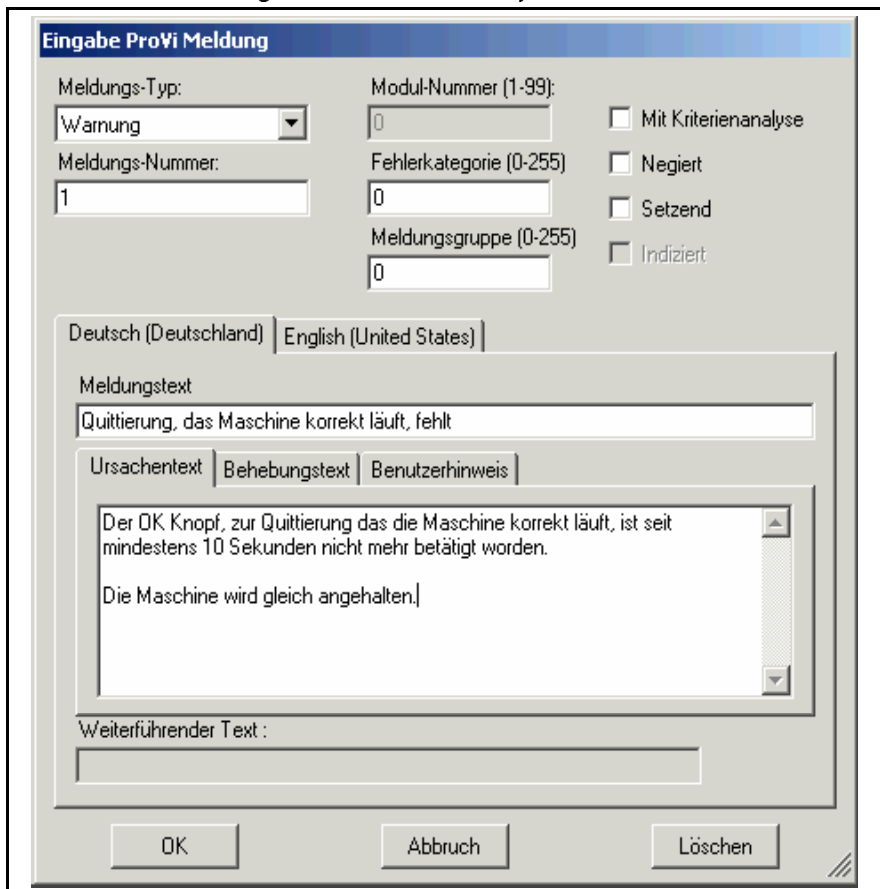 Eingabe ProVi Meldung
Meldungs-Typ:
Warnung
Modul-Nummer (1-99):
0
Mit Kriterienanalyse
Meldungs-Nummer:
1
Fehlerkategorie (0-255)
0
Negiert
Setzend
Meldungsgruppe (0-255)
0
Indiziert
Deutsch (Deutschland) English (United States)
Meldungstext
Quittierung, das Maschine korrekt läuft, fehlt
Ursachentext Behebungstext Benutzerhinweis
Der OK Knopf, zur Quittierung das die Maschine korrekt läuft, ist seit
mindestens 10 Sekunden nicht mehr betätigt worden.
Die Maschine wird gleich angehalten.
Weiterführender Text :
OK Abbruch Löschen